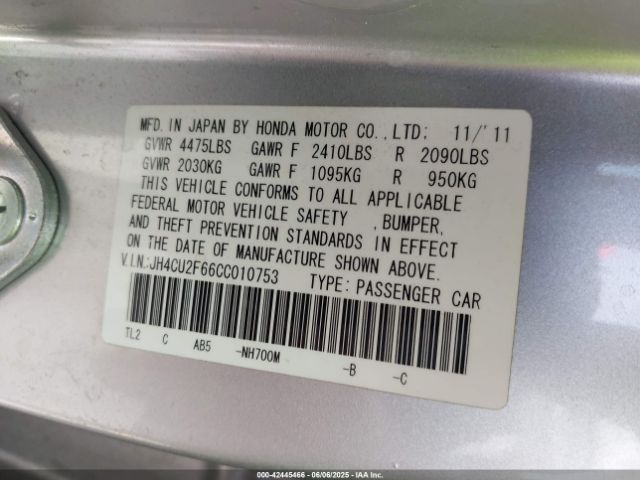 MFD. IN JAPAN BY HONDA MOTOR CO.,LTD: 11/'11
GVWR 4475LBS GAWR F 2410LBS R 2090LBS
GVWR 2030KG GAWR F 1095KG R 950KG
THIS VEHICLE CONFORMS TO ALL APPLICABLE
FEDERAL MOTOR VEHICLE SAFETY ,BUMPER,
AND THEFT PREVENTION STANDARDS IN EFFECT
ON THE DATE OF MANUFACTURE SHOWN ABOVE.
V.I.N.:JH4CU2F66CC010753 TYPE: PASSENGER CAR
TL2 C AB5 -NH700M -B -C
000-42445466 - 06/06/2025 - IAAI.COM